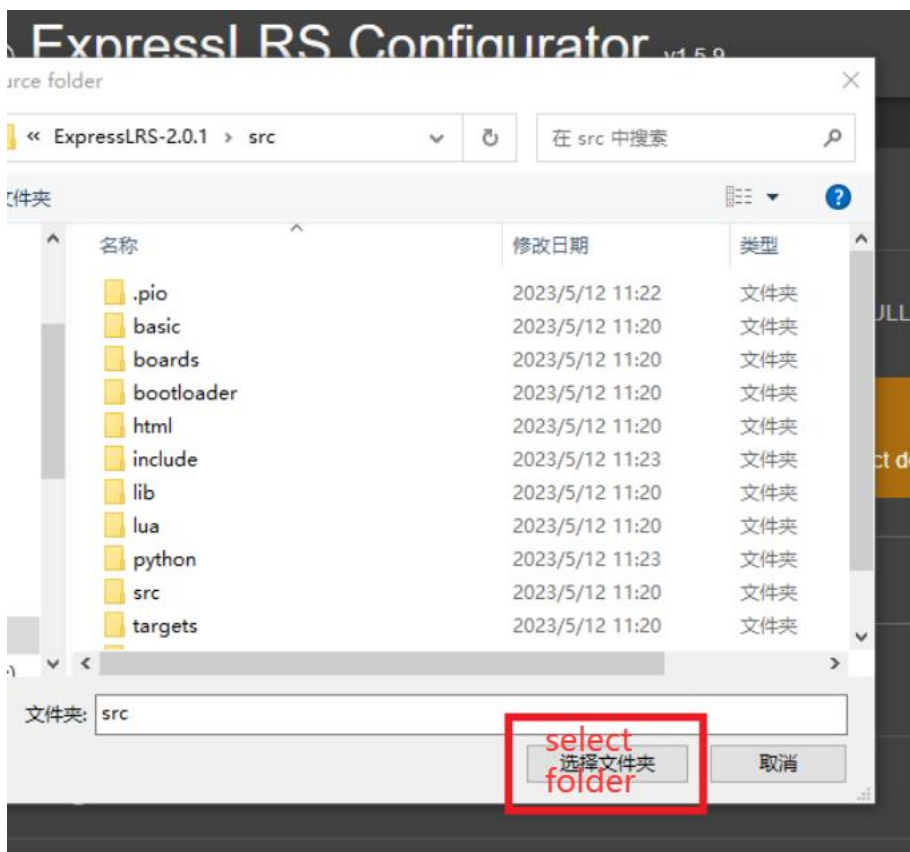 ExpressLRS Configurator v1.5.9
urce folder
« ExpressLRS-2.0.1 › src
在 src 中搜索
文件夹
名称 修改日期 类型
.pio 2023/5/12 11:22 文件夹
basic 2023/5/12 11:20 文件夹
boards 2023/5/12 11:20 文件夹
bootloader 2023/5/12 11:20 文件夹
html 2023/5/12 11:20 文件夹
include 2023/5/12 11:23 文件夹
lib 2023/5/12 11:20 文件夹
lua 2023/5/12 11:20 文件夹
python 2023/5/12 11:23 文件夹
src 2023/5/12 11:20 文件夹
targets 2023/5/12 11:20 文件夹
ULL
ct d
文件夹: src
select
选择文件夹 取消
folder